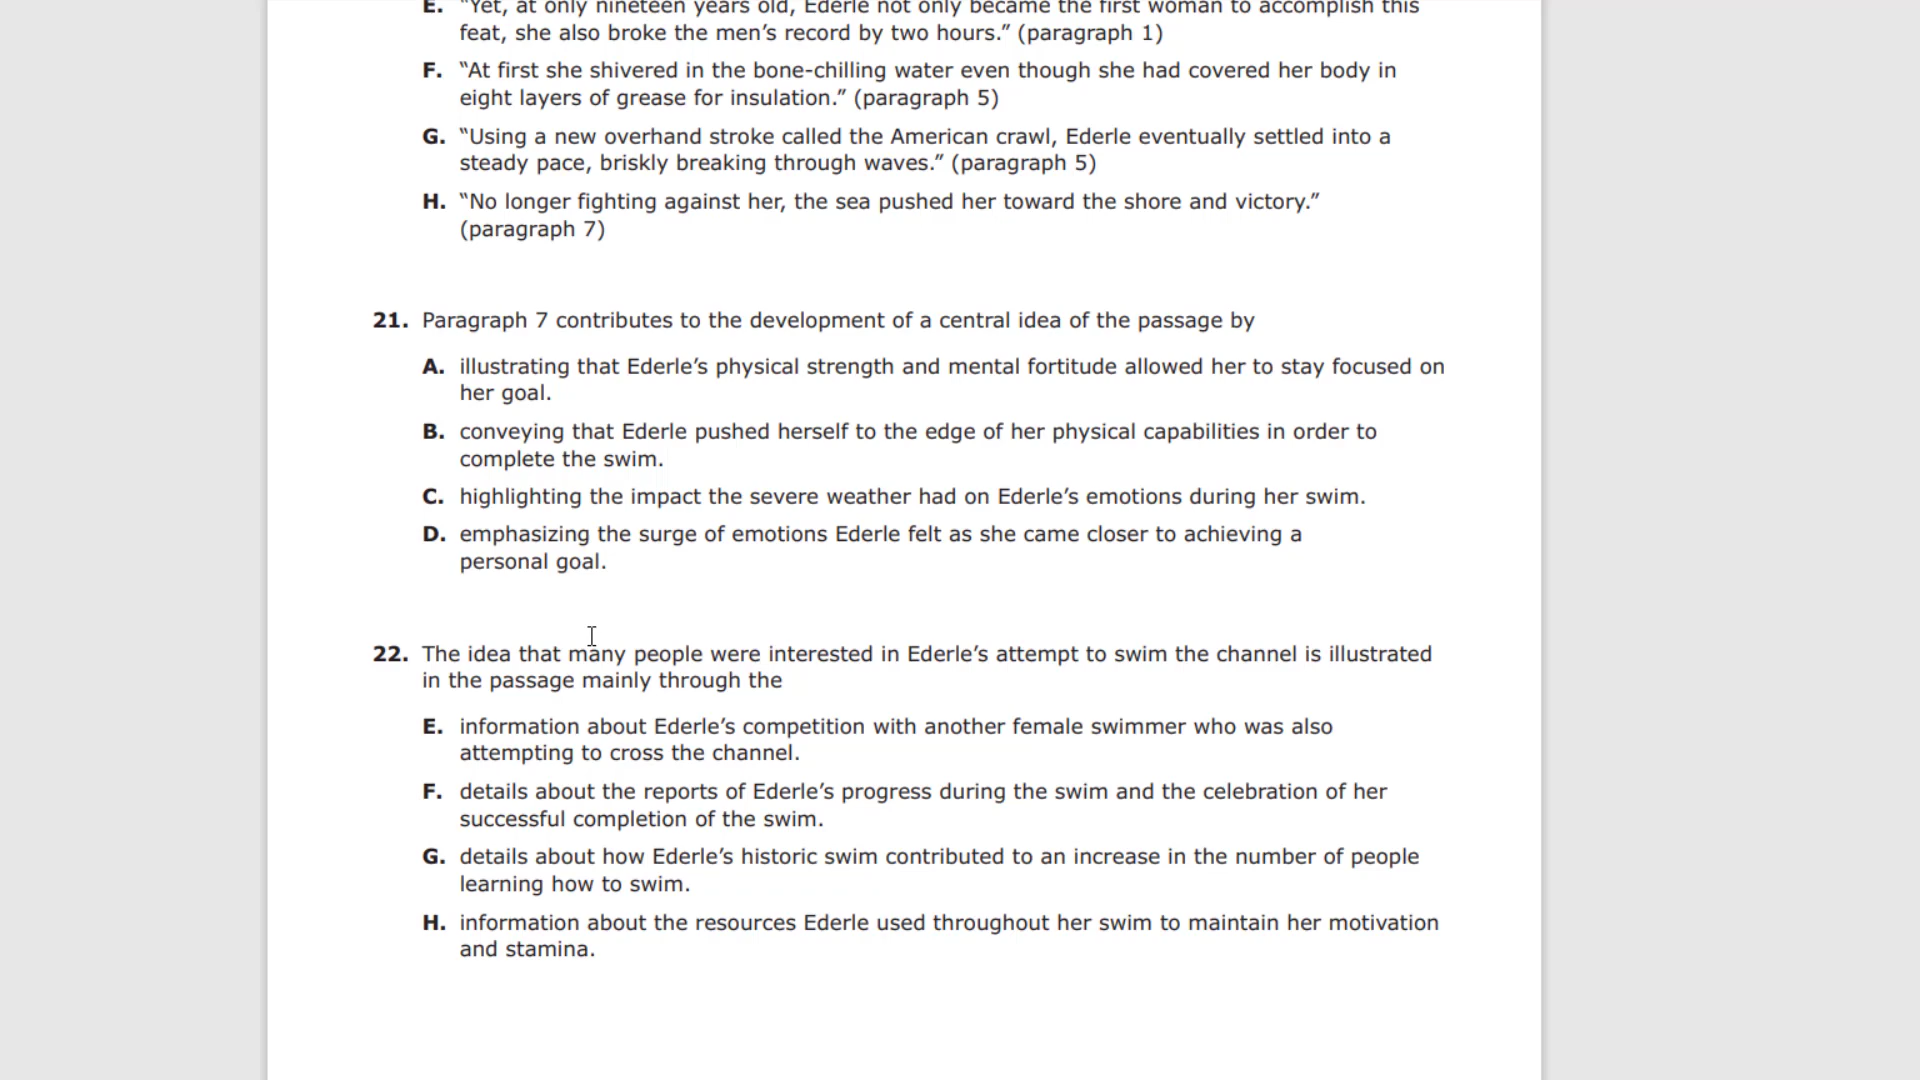 E. “Yet, at only nineteen years old, Ederle not only became the first woman to accomplish this
feat, she also broke the men’s record by two hours.” (paragraph 1)
F. “At first she shivered in the bone-chilling water even though she had covered her body in
eight layers of grease for insulation.” (paragraph 5)
G. “Using a new overhand stroke called the American crawl, Ederle eventually settled into a
steady pace, briskly breaking through waves.” (paragraph 5)
H. “No longer fighting against her, the sea pushed her toward the shore and victory.”
(paragraph 7)
21. Paragraph 7 contributes to the development of a central idea of the passage by
A. illustrating that Ederle’s physical strength and mental fortitude allowed her to stay focused on
her goal.
B. conveying that Ederle pushed herself to the edge of her physical capabilities in order to
complete the swim.
C. highlighting the impact the severe weather had on Ederle’s emotions during her swim.
D. emphasizing the surge of emotions Ederle felt as she came closer to achieving a
personal goal.
22. The idea that many people were interested in Ederle’s attempt to swim the channel is illustrated
in the passage mainly through the
E. information about Ederle’s competition with another female swimmer who was also
attempting to cross the channel.
F. details about the reports of Ederle’s progress during the swim and the celebration of her
successful completion of the swim.
G. details about how Ederle’s historic swim contributed to an increase in the number of people
learning how to swim.
H. information about the resources Ederle used throughout her swim to maintain her motivation
and stamina.